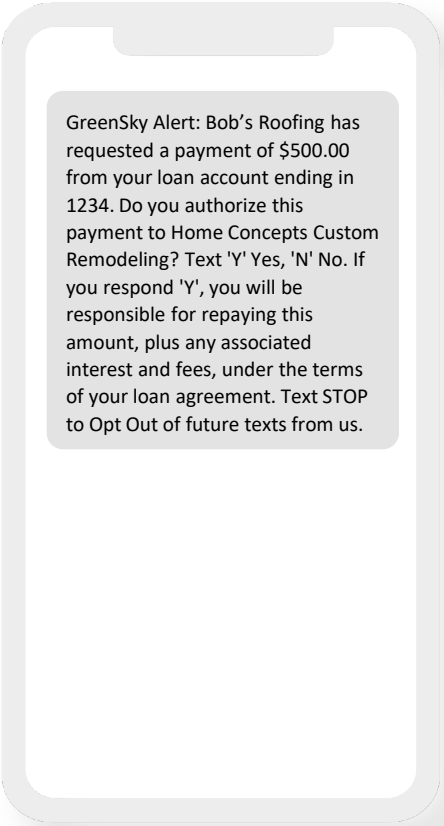 GreenSky Alert: Bob’s Roofing has
requested a payment of $500.00
from your loan account ending in
1234. Do you authorize this
payment to Home Concepts Custom
Remodeling? Text 'Y' Yes, 'N' No. If
you respond 'Y', you will be
responsible for repaying this
amount, plus any associated
interest and fees, under the terms
of your loan agreement. Text STOP
to Opt Out of future texts from us.